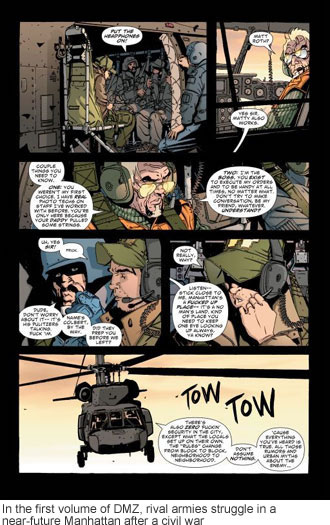 PUT THE
HEADPHONES
ON!
MATT
ROTH?
YES SIR.
MATTY ALSO
WORKS.
COUPLE
THINGS YOU
NEED TO
KNOW.
ONE: YOU
WEREN'T MY FIRST
CHOICE. I HAVE REAL
PHOTO TECHS ON
STAFF I'VE WORKED
WITH BEFORE. YOU'RE
ONLY HERE BECAUSE
YOUR DADDY PULLED
SOME STRINGS.
TWO: I'M THE
BOSS. YOU EXIST
TO EXECUTE MY ORDERS
AND TO BE HANDY AT ALL
TIMES, NO MATTER WHAT.
DON'T TRY TO MAKE
CONVERSATION, BE MY
FRIEND, WHATEVER.
UNDERSTAND?
UH, YES
SIR!
PRICK.
DUDE,
DON'T WORRY
ABOUT IT-- IT'S
HIS PULITZERS
TALKING.
FUCK 'IM.
NAME'S
COLBERT,
BY THE
WAY.
DID THEY
PREP YOU
BEFORE WE
LEFT?
NOT
REALLY.
WHY?
LISTEN--
STICK CLOSE TO
ME. MANHATTAN'S
A FUCKED UP
PLACE-- IT'S A NO
MAN'S LAND, KIND
OF PLACE YOU
NEED TO KEEP
ONE EYE LOOKING
UP ALWAYS,
YA KNOW?
TOW TOW
THERE'S
ALSO ZERO FUCKIN'
SECURITY IN THE CITY,
EXCEPT WHAT THE LOCALS
SET UP ON THEIR OWN.
THE "RULES" CHANGE
FROM BLOCK TO BLOCK,
NEIGHBORHOOD TO
NEIGHBORHOOD.
DON'T
ASSUME
NOTHING.
'CAUSE
EVERYTHING
YOU'VE HEARD IS
TRUE. ALL THOSE
RUMORS AND
URBAN MYTHS
ABOUT THE
ENEMY...
In the first volume of DMZ, rival armies struggle in a
near-future Manhattan after a civil war